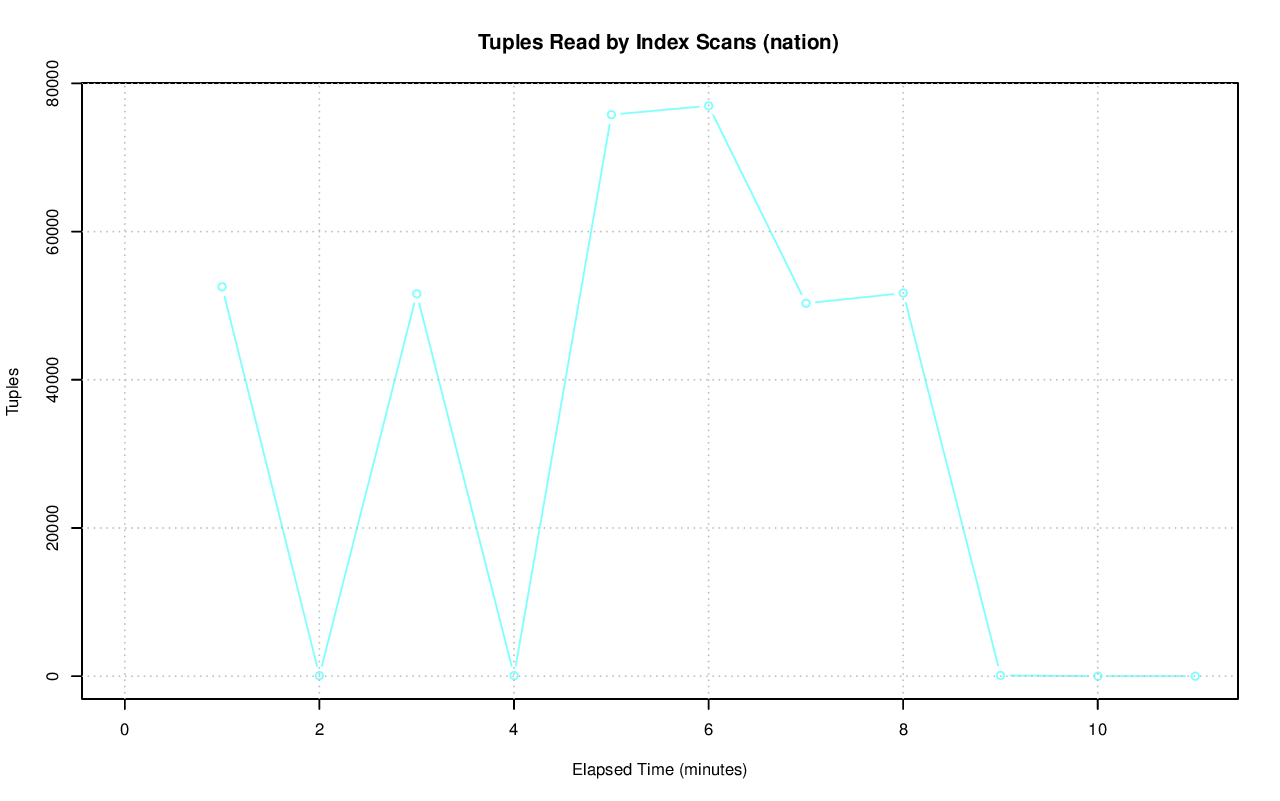 Tuples Read by Index Scans (nation)
80000
60000
40000
20000
0
Tuples
0 2 4 6 8 10
Elapsed Time (minutes)